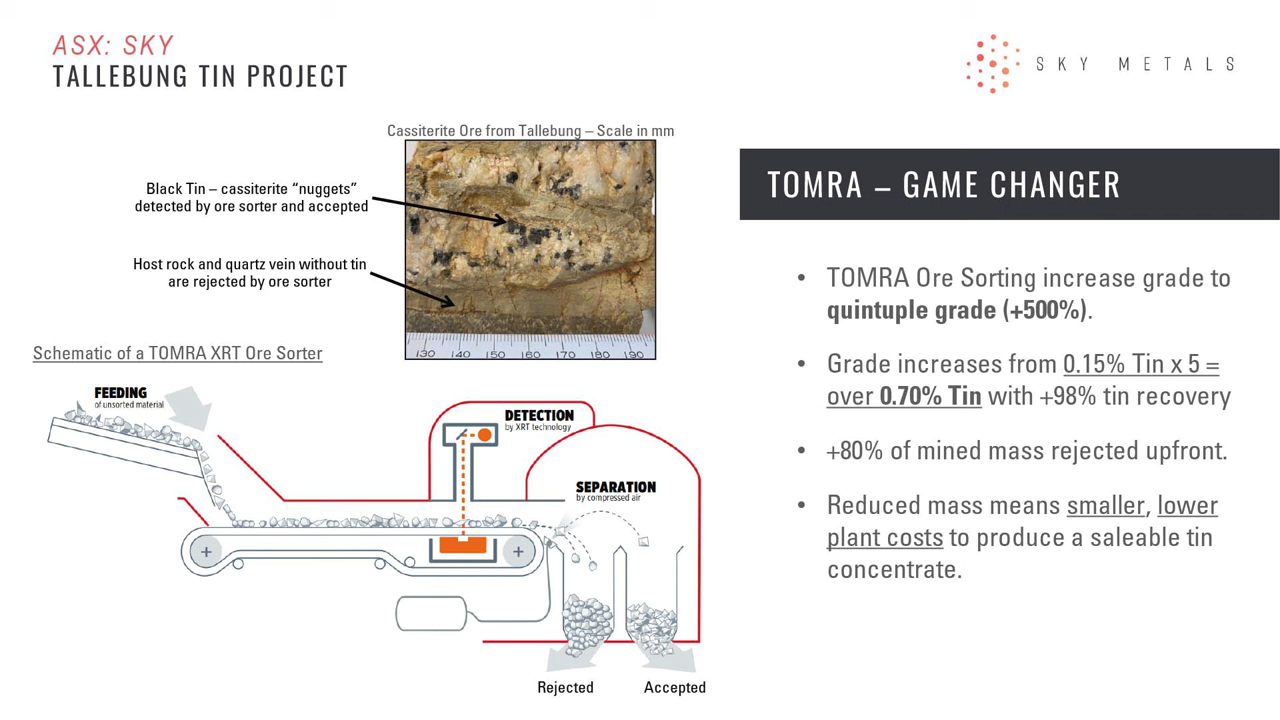 ASX: SKY
TALLEBUNG TIN PROJECT
SKY METALS
Cassiterite Ore from Tallebung – Scale in mm
Black Tin – cassiterite “nuggets”
detected by ore sorter and accepted
Host rock and quartz vein without tin
are rejected by ore sorter
130 140 150 160 170 180 190
Schematic of a TOMRA XRT Ore Sorter
FEEDING
of unsorted material
DETECTION
by XRT technology
SEPARATION
by compressed air
+ +
Rejected Accepted
TOMRA – GAME CHANGER
• TOMRA Ore Sorting increase grade to
quintuple grade (+500%).
• Grade increases from 0.15% Tin x 5 =
over 0.70% Tin with +98% tin recovery
• +80% of mined mass rejected upfront.
• Reduced mass means smaller, lower
plant costs to produce a saleable tin
concentrate.